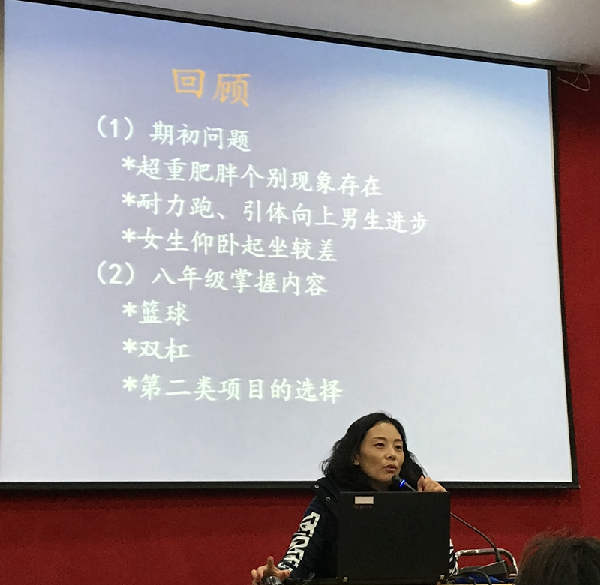 回顾
（1）期初问题
*超重肥胖个别现象存在
*耐力跑、引体向上男生进步
*女生仰卧起坐较差
（2）八年级掌握内容
*篮球
*双杠
*第二类项目的选择